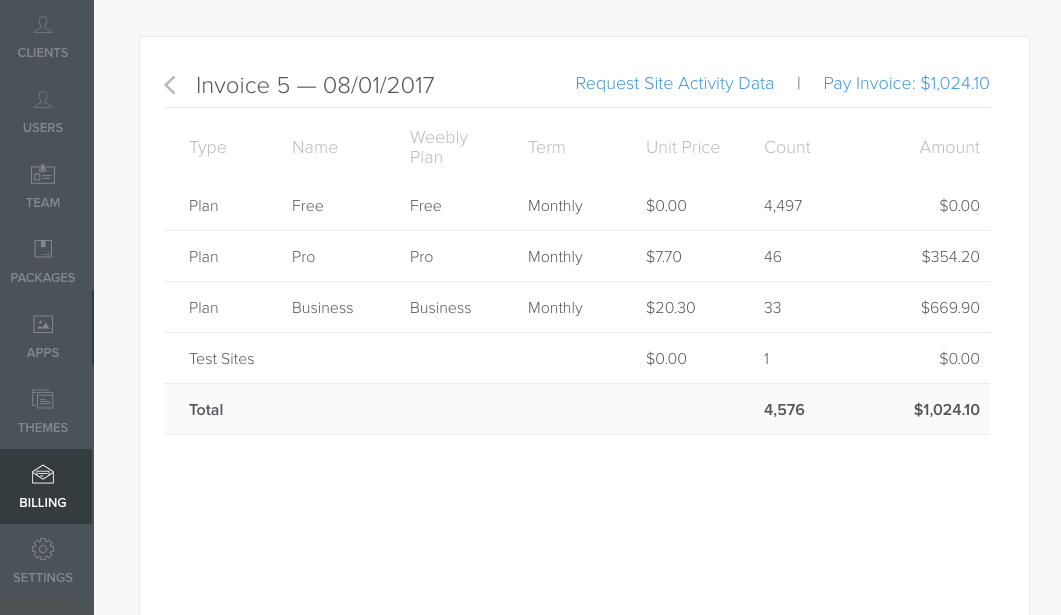 CLIENTS
USERS
TEAM
PACKAGES
APPS
THEMES
BILLING
SETTINGS
Invoice 5 — 08/01/2017 Request Site Activity Data | Pay Invoice: $1,024.10
Type Name Weebly Plan Term Unit Price Count Amount
Plan Free Free Monthly $0.00 4,497 $0.00
Plan Pro Pro Monthly $7.70 46 $354.20
Plan Business Business Monthly $20.30 33 $669.90
Test Sites $0.00 1 $0.00
Total 4,576 $1,024.10